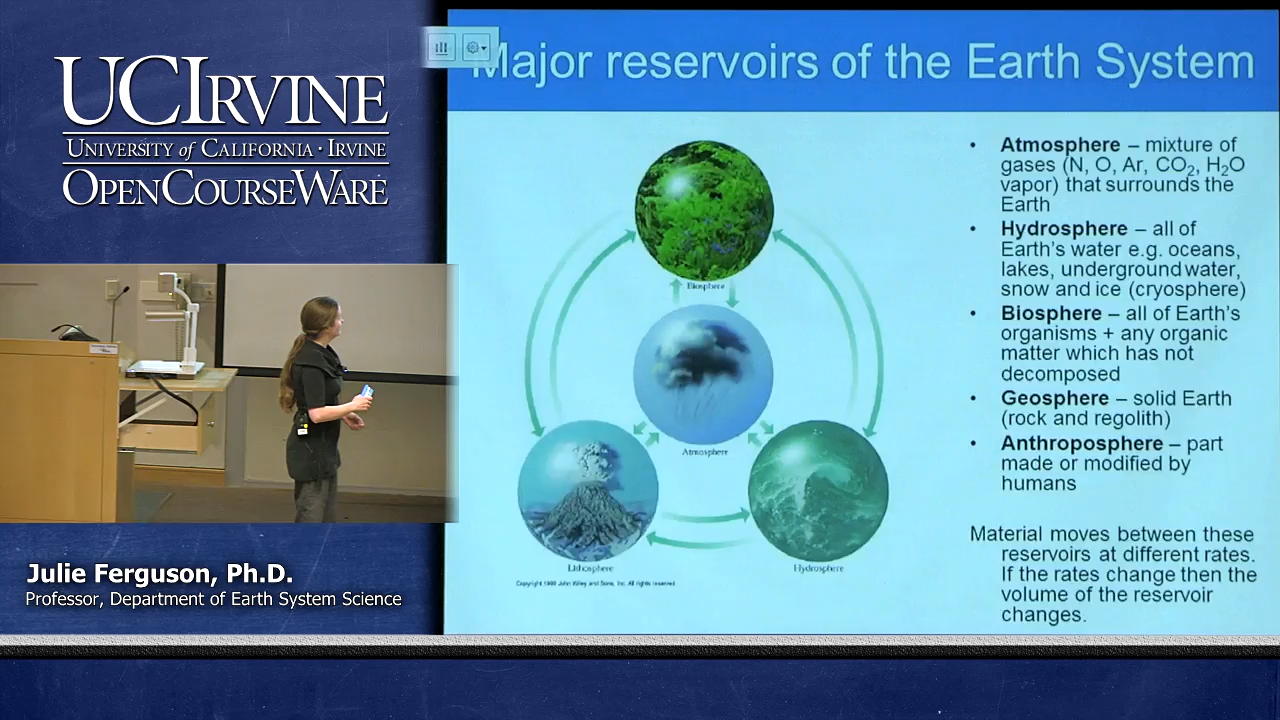 UCIRVINE
UNIVERSITY of CALIFORNIA · IRVINE
OPENCOURSEWARE
Julie Ferguson, Ph.D.
Professor, Department of Earth System Science
Major reservoirs of the Earth System
Biosphere
Atmosphere
Lithosphere
Hydrosphere
Copyright 1999 John Wiley and Sons, Inc. All rights reserved
• Atmosphere – mixture of
gases (N, O, Ar, CO₂, H₂O
vapor) that surrounds the
Earth
• Hydrosphere – all of
Earth's water e.g. oceans,
lakes, underground water,
snow and ice (cryosphere)
• Biosphere – all of Earth's
organisms + any organic
matter which has not
decomposed
• Geosphere – solid Earth
(rock and regolith)
• Anthroposphere – part
made or modified by
humans
Material moves between these
reservoirs at different rates.
If the rates change then the
volume of the reservoir
changes.